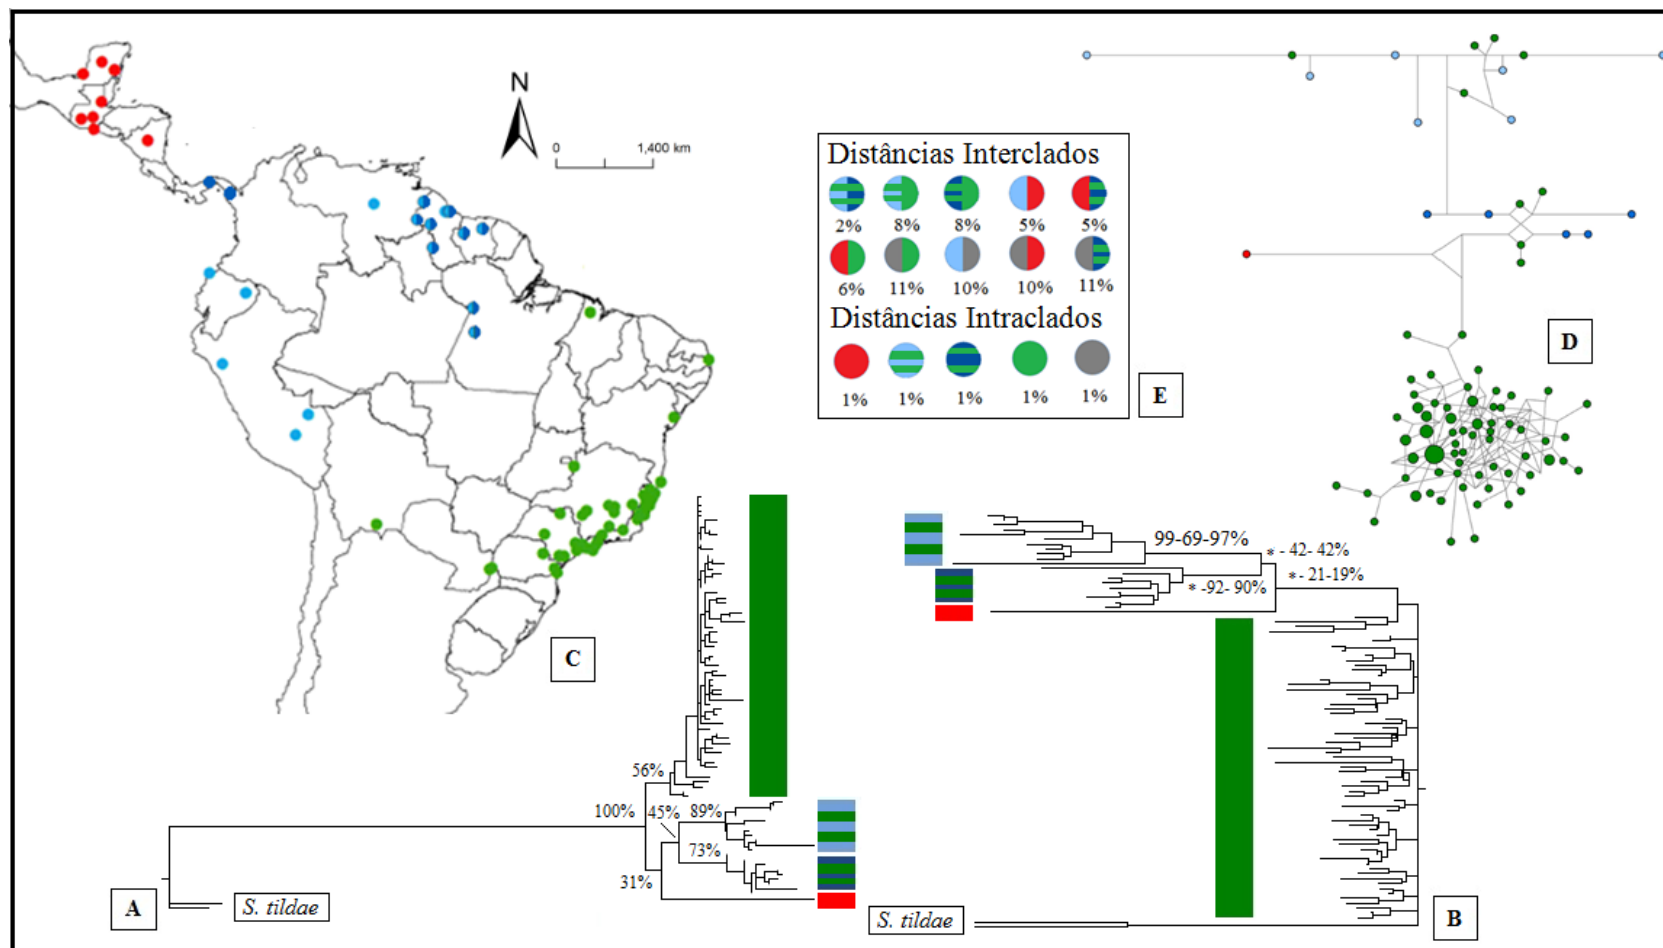 N
0 1,400 km
Distâncias Interclados
2% 8% 8% 5% 5%
6% 11% 10% 10% 11%
Distâncias Intraclados
1% 1% 1% 1% 1%
E
D
C
99-69-97%
* - 42- 42%
* - 21-19%
* -92- 90%
56%
100% 45% 89%
73%
31%
A
S. tildae
S. tildae
B